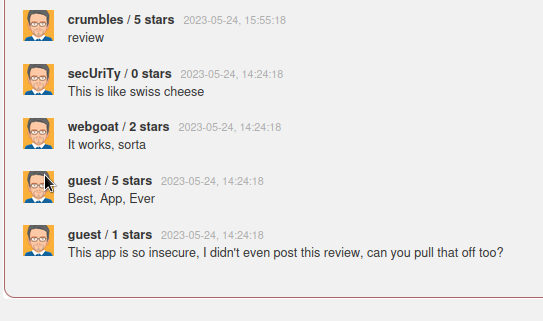 crumbles / 5 stars 2023-05-24, 15:55:18
review
secUriTy / 0 stars 2023-05-24, 14:24:18
This is like swiss cheese
webgoat / 2 stars 2023-05-24, 14:24:18
It works, sorta
guest / 5 stars 2023-05-24, 14:24:18
Best, App, Ever
guest / 1 stars 2023-05-24, 14:24:18
This app is so insecure, I didn't even post this review, can you pull that off too?